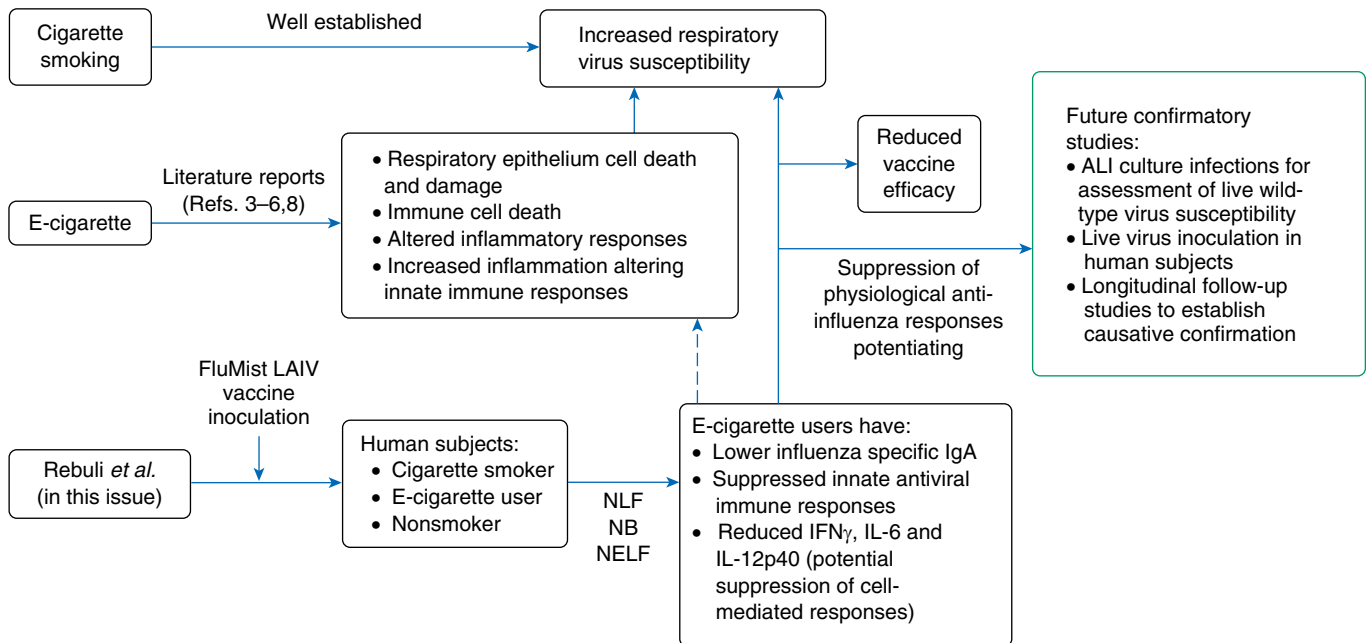 Cigarette
smoking
Well established
Increased respiratory
virus susceptibility
E-cigarette
Literature reports
(Refs. 3–6,8)
• Respiratory epithelium cell death
and damage
• Immune cell death
• Altered inflammatory responses
• Increased inflammation altering
innate immune responses
Reduced
vaccine
efficacy
Suppression of
physiological anti-
influenza responses
potentiating
Future confirmatory
studies:
• ALI culture infections for
assessment of live wild-
type virus susceptibility
• Live virus inoculation in
human subjects
• Longitudinal follow-up
studies to establish
causative confirmation
FluMist LAIV
vaccine
inoculation
Rebuli et al.
(in this issue)
Human subjects:
• Cigarette smoker
• E-cigarette user
• Nonsmoker
NLF
NB
NELF
E-cigarette users have:
• Lower influenza specific IgA
• Suppressed innate antiviral
immune responses
• Reduced IFNγ, IL-6 and
IL-12p40 (potential
suppression of cell-
mediated responses)